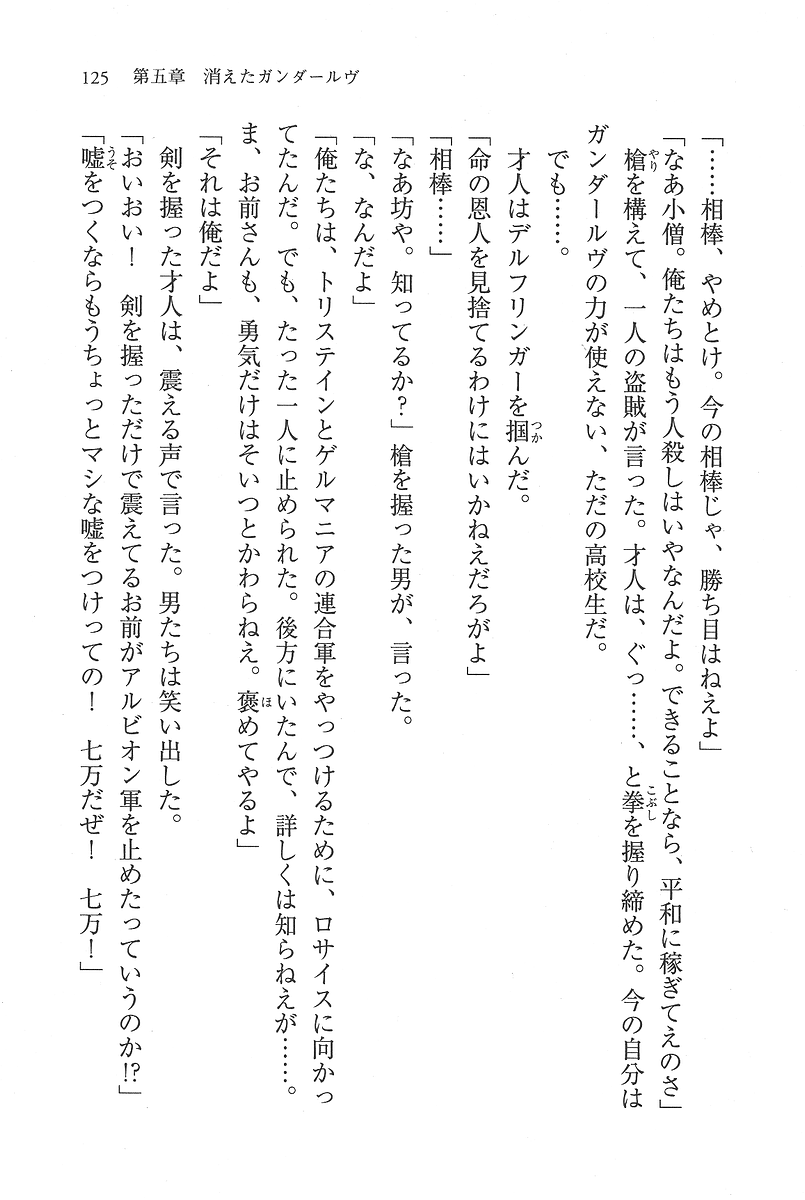 125　第五章　消えたガンダールヴ
「……相棒、やめとけ。今の相棒じゃ、勝ち目はねえよ」
「なあ小僧。俺たちはもう人殺しはいやなんだよ。できることなら、平和に稼ぎてえのさ」
　槍を構えて、一人の盗賊が言った。才人は、ぐっ……、と拳を握り締めた。今の自分は
ガンダールヴの力が使えない、ただの高校生だ。
　でも……。
　才人はデルフリンガーを掴んだ。
「命の恩人を見捨てるわけにはいかねえだろがよ」
「相棒……」
「なあ坊や。知ってるか？」槍を握った男が、言った。
「な、なんだよ」
「俺たちは、トリステインとゲルマニアの連合軍をやっつけるために、ロサイスに向かっ
てたんだ。でも、たった一人に止められた。後方にいたんで、詳しくは知らねえが……。
ま、お前さんも、勇気だけはそいつとかわらねえ。褒めてやるよ」
「それは俺だよ」
　剣を握った才人は、震える声で言った。男たちは笑い出した。
「おいおい！　剣を握っただけで震えてるお前がアルビオン軍を止めたっていうのか!?」
「嘘をつくならもうちょっとマシな嘘をつけっての！　七万だぜ！　七万！」